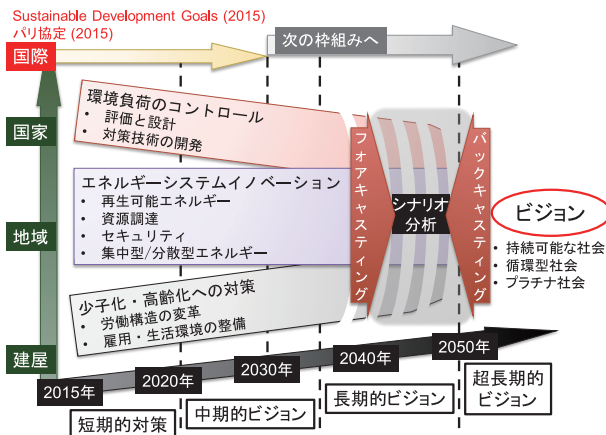 Sustainable Development Goals (2015)
パリ協定 (2015)
国際
次の枠組みへ
国家
環境負荷のコントロール
• 評価と設計
• 対策技術の開発
地域
エネルギーシステムイノベーション
• 再生可能エネルギー
• 資源調達
• セキュリティ
• 集中型/分散型エネルギー
フォアキャスティング
シナリオ
分析
バックキャスティング
ビジョン
• 持続可能な社会
• 循環型社会
• プラチナ社会
少子化・高齢化への対策
• 労働構造の変革
• 雇用・生活環境の整備
建屋
2015年
2020年
2030年
2040年
2050年
短期的対策
中期的ビジョン
長期的ビジョン
超長期的
ビジョン